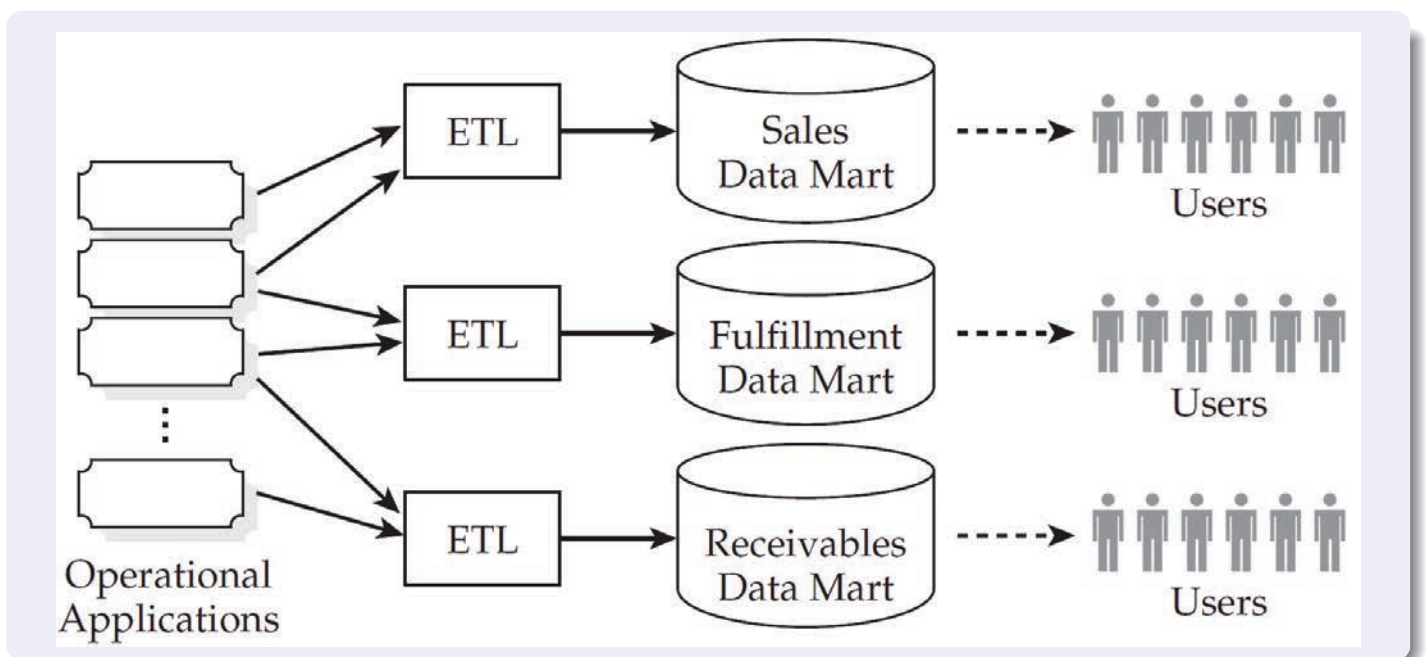 ETL
Sales
Data Mart
Users
ETL
Fulfillment
Data Mart
Users
ETL
Receivables
Data Mart
Users
Operational
Applications